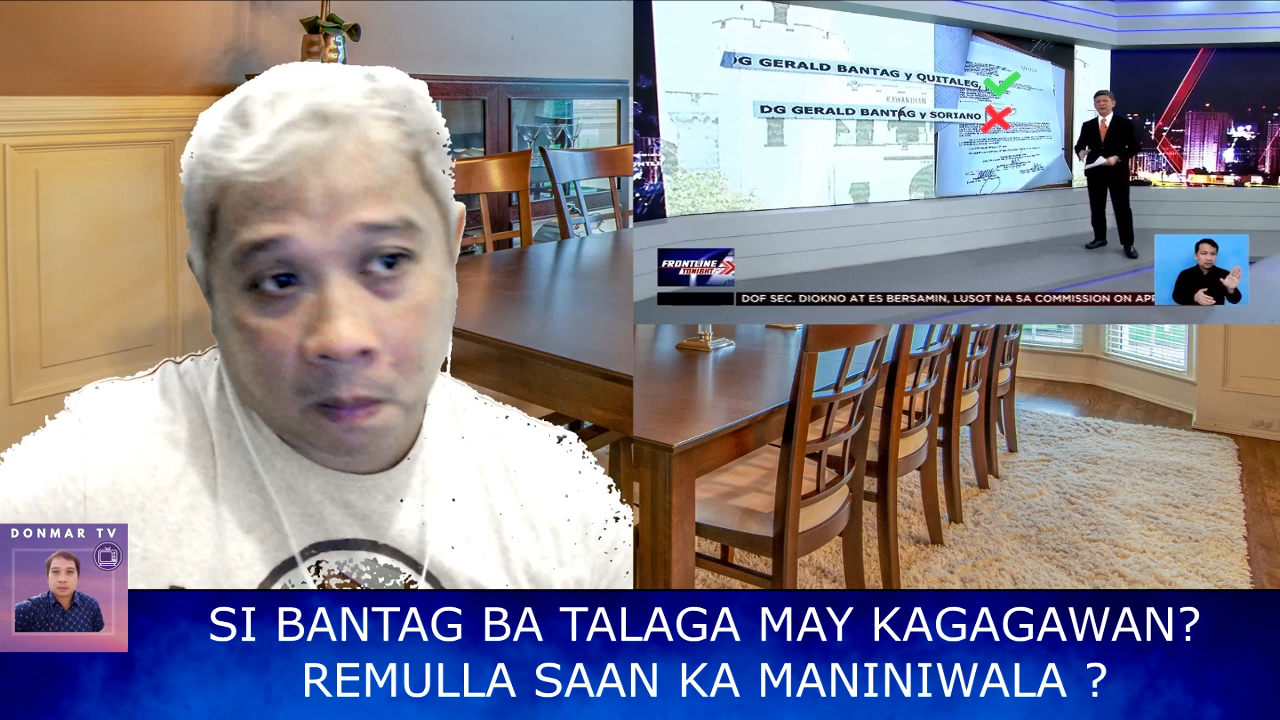 DG GERALD BANTAG y QUITALEG
KAWANIHAN
DG GERALD BANTAG y SORIANO
FRONTLINE
TONIGHT
DOF SEC. DIOKNO AT ES BERSAMIN, LUSOT NA SA COMMISSION ON
DONMAR TV
SI BANTAG BA TALAGA MAY KAGAGAWAN?
REMULLA SAAN KA MANINIWALA ?